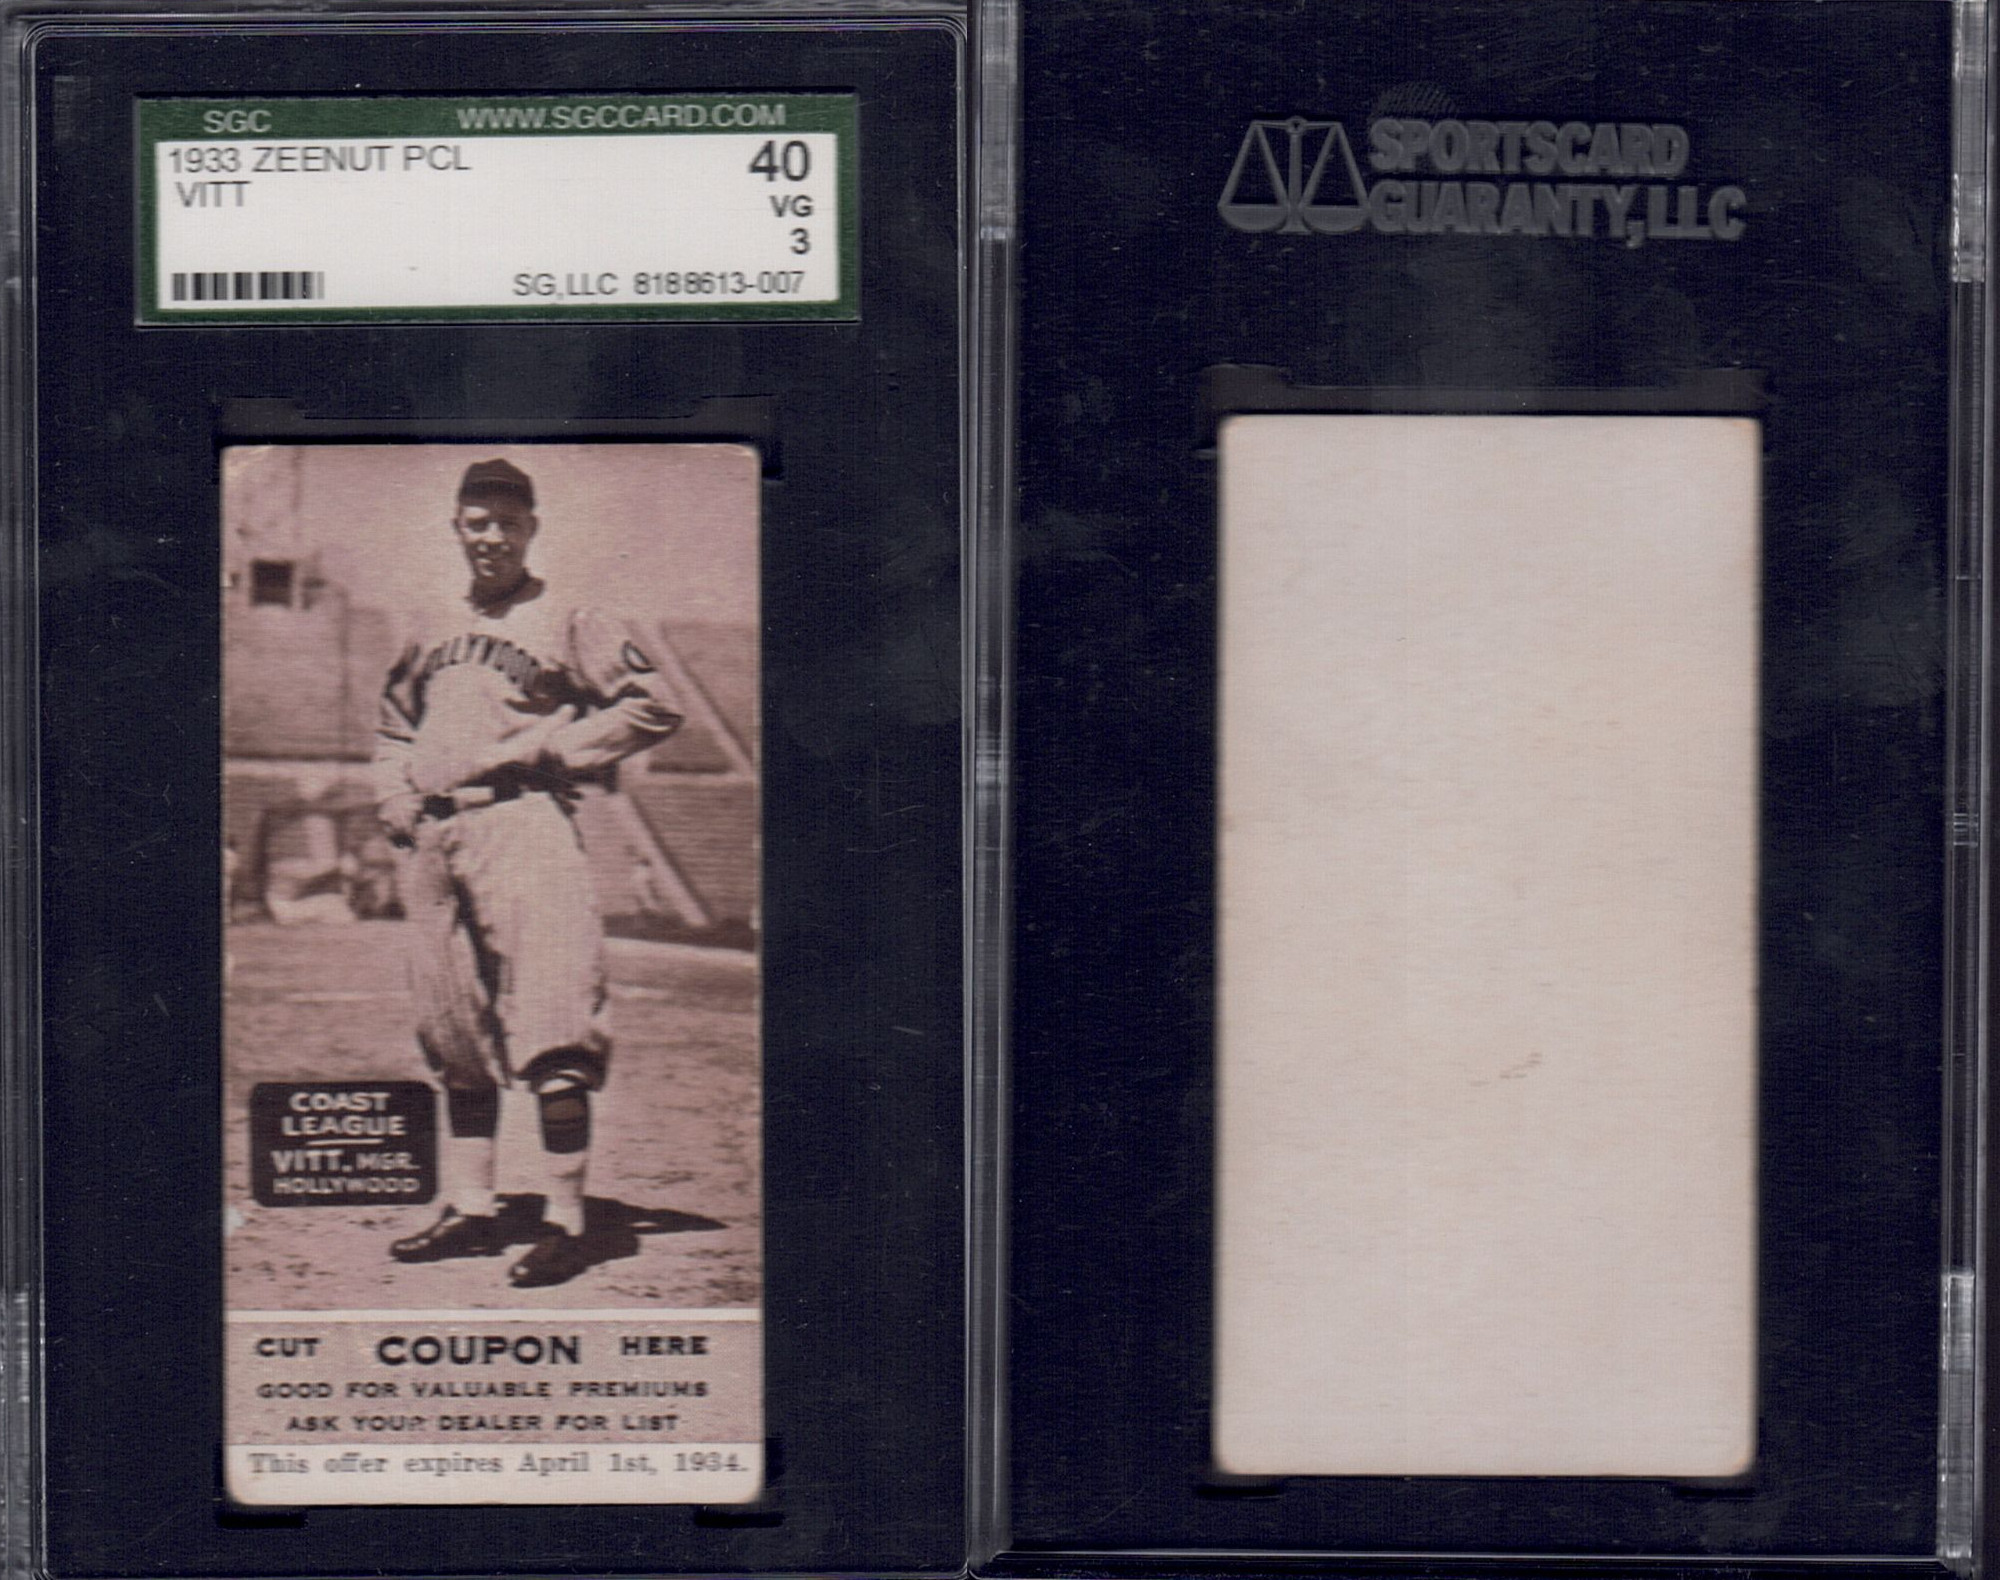 SGC WWW.SGCCARD.COM
1933 ZEENUT PCL 40
VITT VG
3
SG,LLC 8188613-007
SPORTSCARD
GUARANTY,LLC
OLLYWOOD
COAST
LEAGUE
VITT. MGR.
HOLLYWOOD
CUT COUPON HERE
GOOD FOR VALUABLE PREMIUMS
ASK YOUR DEALER FOR LIST
This offer expires April 1st, 1934.